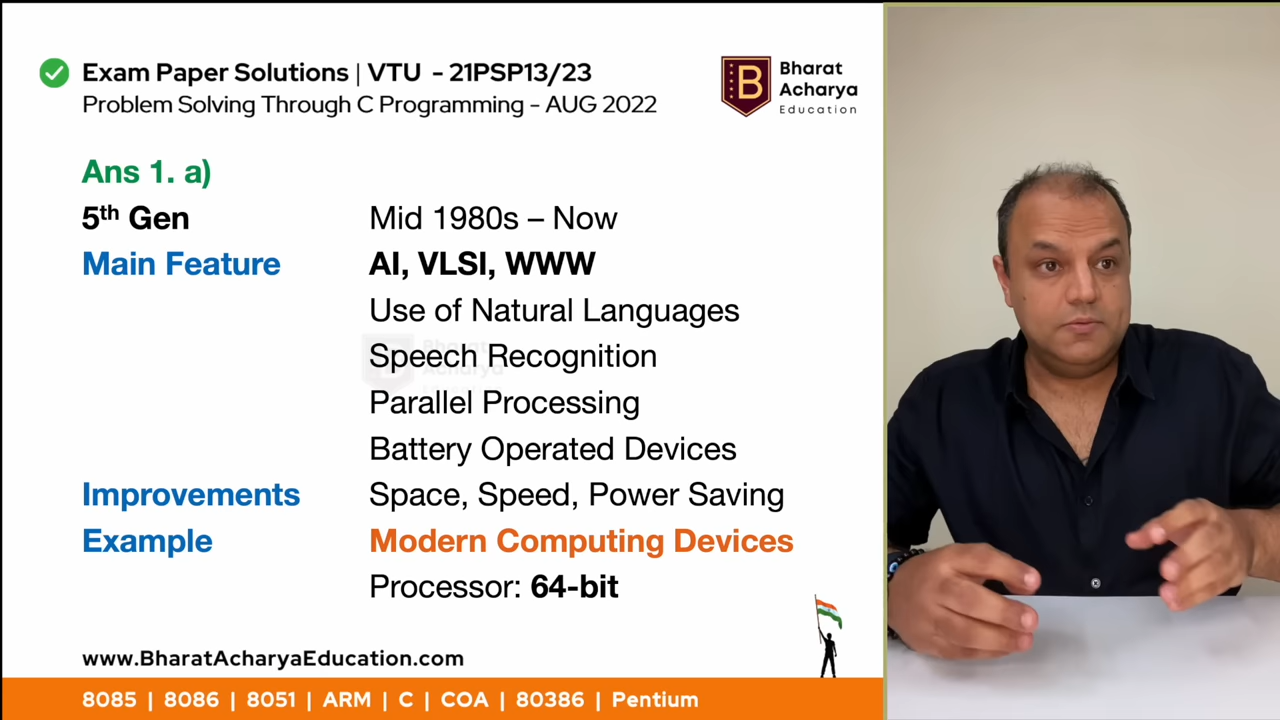 Exam Paper Solutions | VTU - 21PSP13/23
Problem Solving Through C Programming - AUG 2022
B Bharat
Acharya
Education
Ans 1. a)
5th Gen Mid 1980s – Now
Main Feature AI, VLSI, WWW
Use of Natural Languages
Speech Recognition
Parallel Processing
Battery Operated Devices
Improvements Space, Speed, Power Saving
Example Modern Computing Devices
Processor: 64-bit
www.BharatAcharyaEducation.com
8085 | 8086 | 8051 | ARM | C | COA | 80386 | Pentium